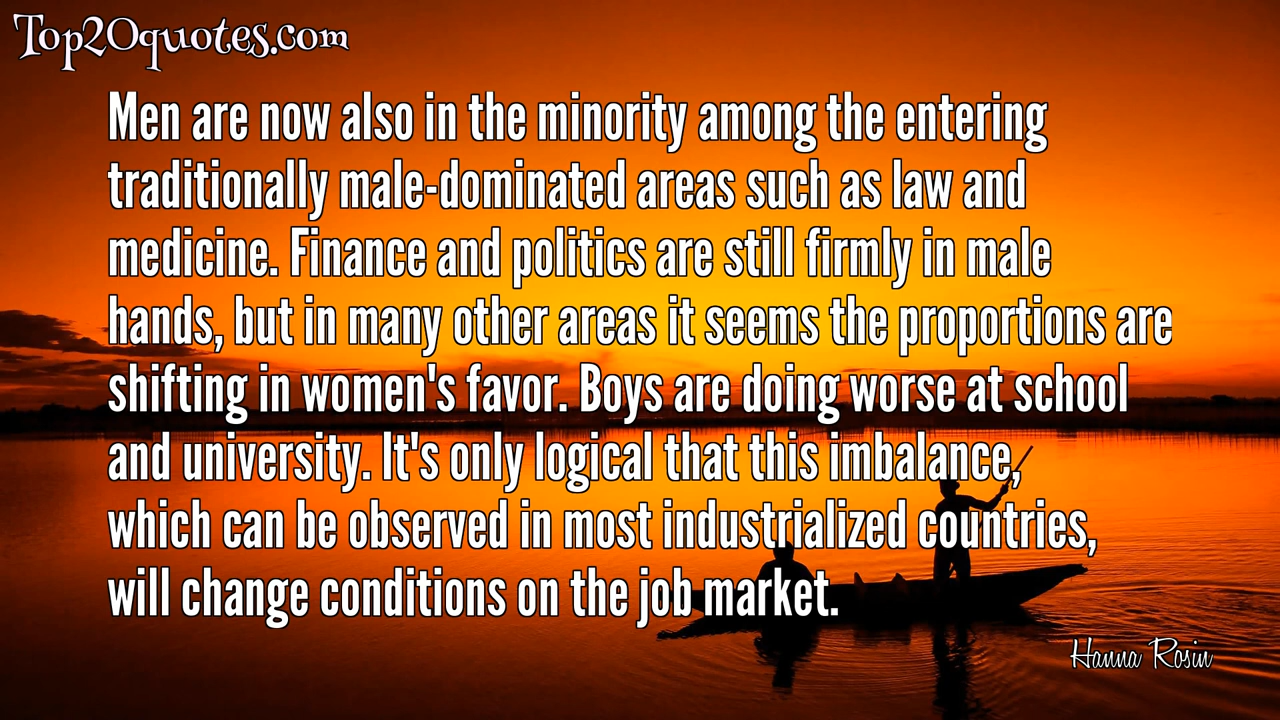 Top20quotes.com
Men are now also in the minority among the entering
traditionally male-dominated areas such as law and
medicine. Finance and politics are still firmly in male
hands, but in many other areas it seems the proportions are
shifting in women's favor. Boys are doing worse at school
and university. It's only logical that this imbalance,
which can be observed in most industrialized countries,
will change conditions on the job market.
Hanna Rosin